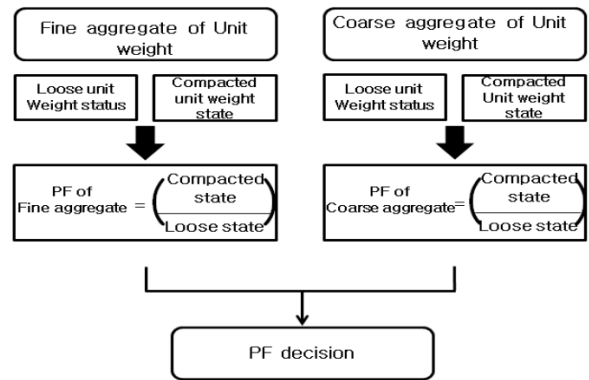 Fine aggregate of Unit
weight
Coarse aggregate of Unit
weight
Loose unit
Weight status
Compacted
unit weight
state
Loose unit
Weight status
Compacted
Unit weight
state
PF of
Fine aggregate =
(Compacted
state
Loose state)
PF of
Coarse aggregate=
(Compacted
state
Loose state)
PF decision